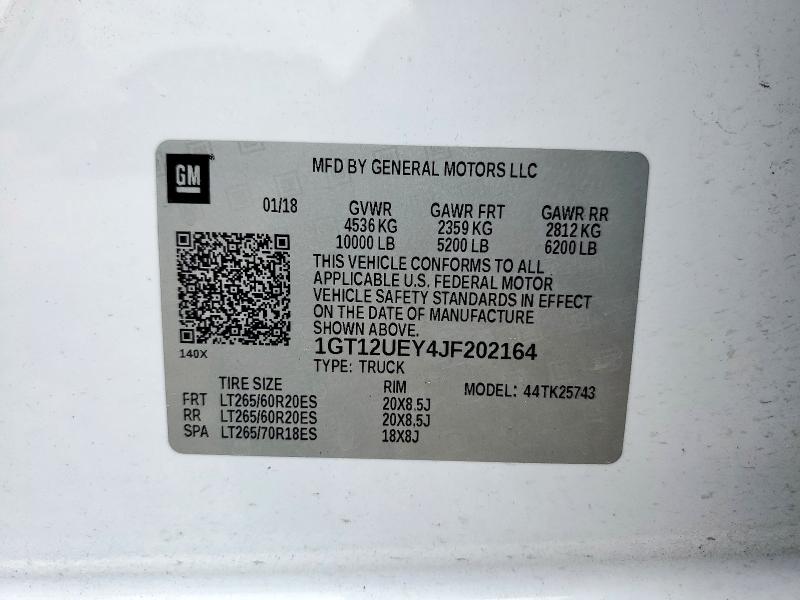 GM
MFD BY GENERAL MOTORS LLC
01/18 GVWR GAWR FRT GAWR RR
4536 KG 2359 KG 2812 KG
10000 LB 5200 LB 6200 LB
THIS VEHICLE CONFORMS TO ALL
APPLICABLE U.S. FEDERAL MOTOR
VEHICLE SAFETY STANDARDS IN EFFECT
ON THE DATE OF MANUFACTURE
SHOWN ABOVE.
140X 1GT12UEY4JF202164
TYPE: TRUCK
TIRE SIZE RIM MODEL: 44TK25743
FRT LT265/60R20ES 20X8.5J
RR LT265/60R20ES 20X8.5J
SPA LT265/70R18ES 18X8J